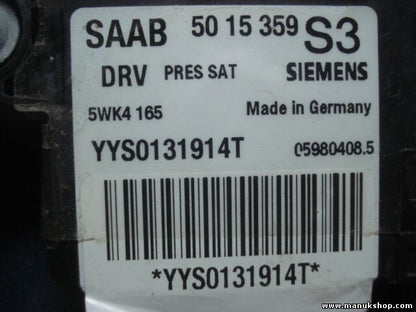 SAAB 50 15 359 S3
DRV PRES SAT SIEMENS
5WK4 165 Made in Germany
YYS0131914T 05980408.5
*YYS0131914T*
www.manukshop.com